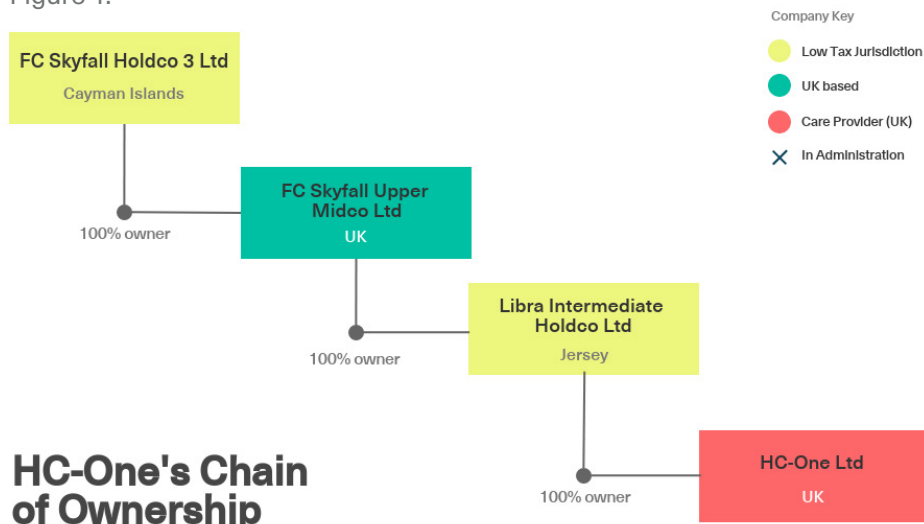 Figure 1.
Company Key
Low Tax Jurisdiction
UK based
Care Provider (UK)
In Administration
FC Skyfall Holdco 3 Ltd
Cayman Islands
100% owner
FC Skyfall Upper
Midco Ltd
UK
100% owner
Libra Intermediate
Holdco Ltd
Jersey
100% owner
HC-One Ltd
UK
HC-One's Chain
of Ownership